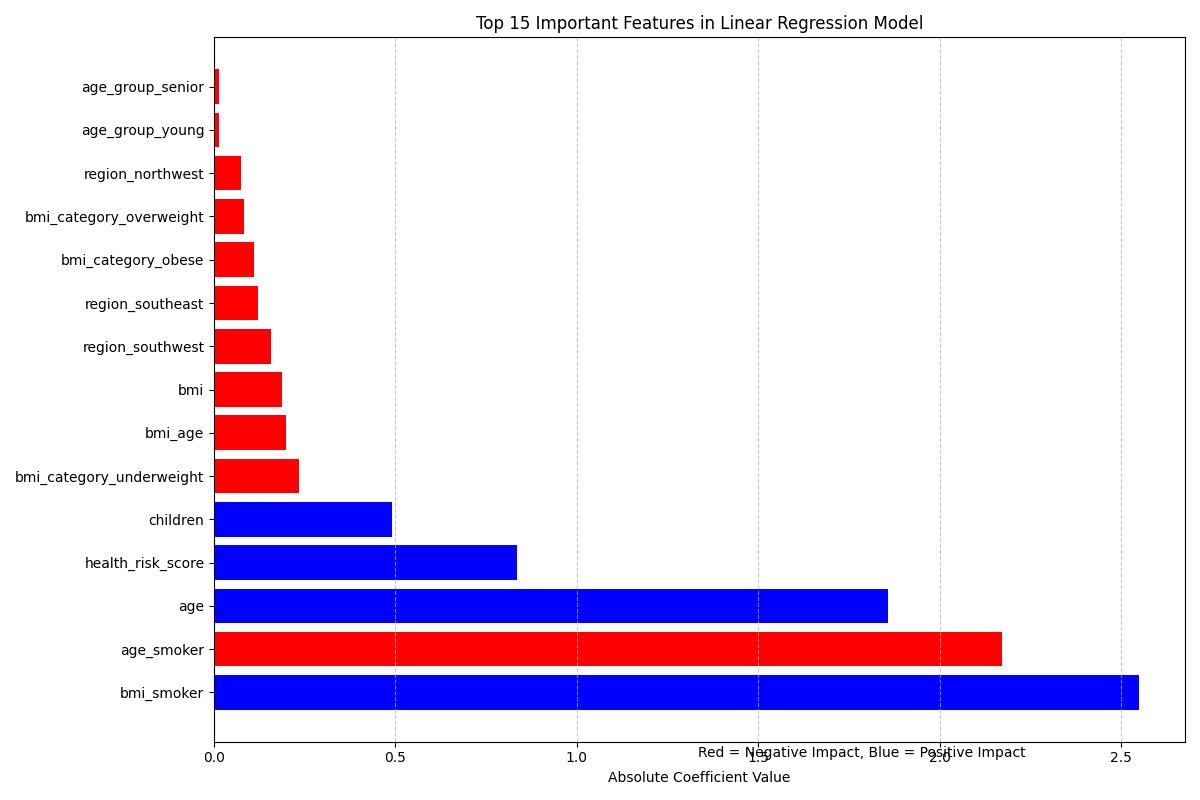 Top 15 Important Features in Linear Regression Model
age_group_senior
age_group_young
region_northwest
bmi_category_overweight
bmi_category_obese
region_southeast
region_southwest
bmi
bmi_age
bmi_category_underweight
children
health_risk_score
age
age_smoker
bmi_smoker
0.0 0.5 1.0 1.5 2.0 2.5
Red = Negative Impact, Blue = Positive Impact
Absolute Coefficient Value